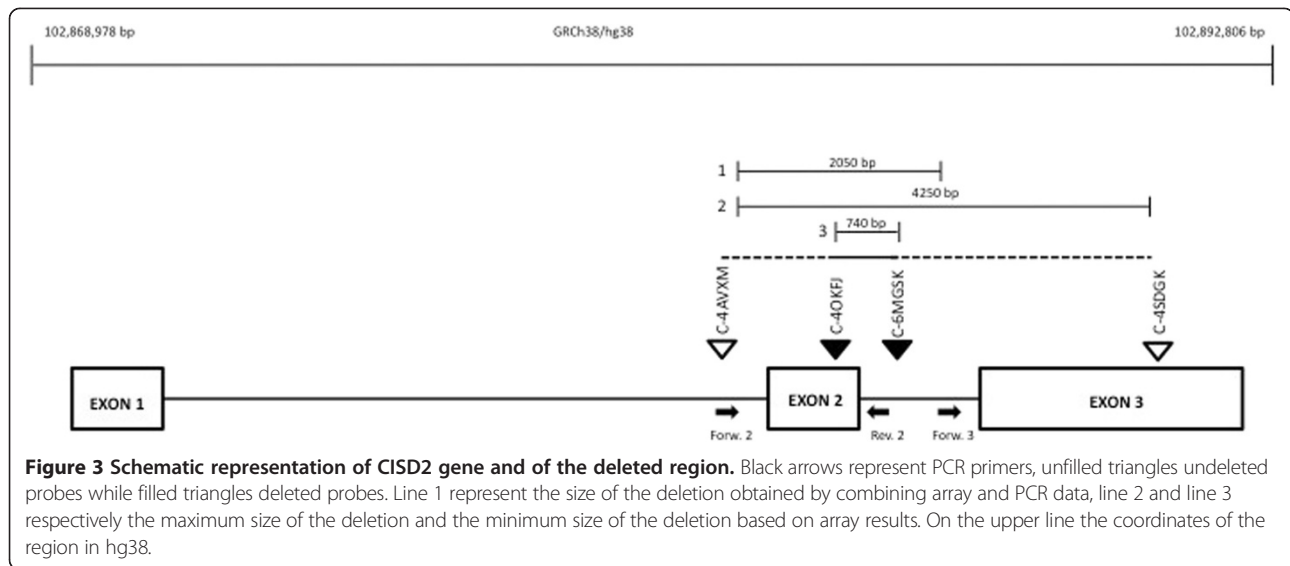 102,868,978 bp GRCh38/hg38 102,892,806 bp
1 2050 bp
2 4250 bp
3 740 bp
C-4AVXM C-4OKFJ C-6MGSK C-4SDGK
EXON 1 EXON 2 EXON 3
Forw. 2 Rev. 2 Forw. 3
Figure 3 Schematic representation of CISD2 gene and of the deleted region. Black arrows represent PCR primers, unfilled triangles undeleted
probes while filled triangles deleted probes. Line 1 represent the size of the deletion obtained by combining array and PCR data, line 2 and line 3
respectively the maximum size of the deletion and the minimum size of the deletion based on array results. On the upper line the coordinates of the
region in hg38.